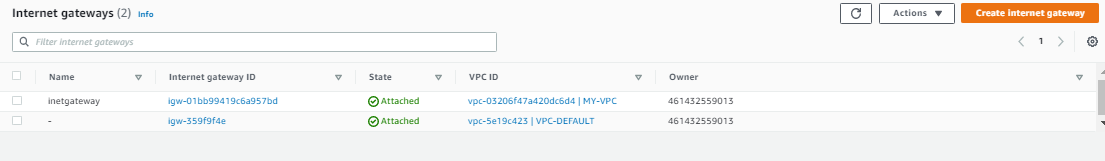 Internet gateways (2) Info
Actions
Create internet gateway
Filter internet gateways
1
Name Internet gateway ID State VPC ID Owner
inetgateway igw-01bb99419c6a957bd Attached vpc-03206f47a420dc6d4 | MY-VPC 461432559013
- igw-359f9f4e Attached vpc-5e19c423 | VPC-DEFAULT 461432559013